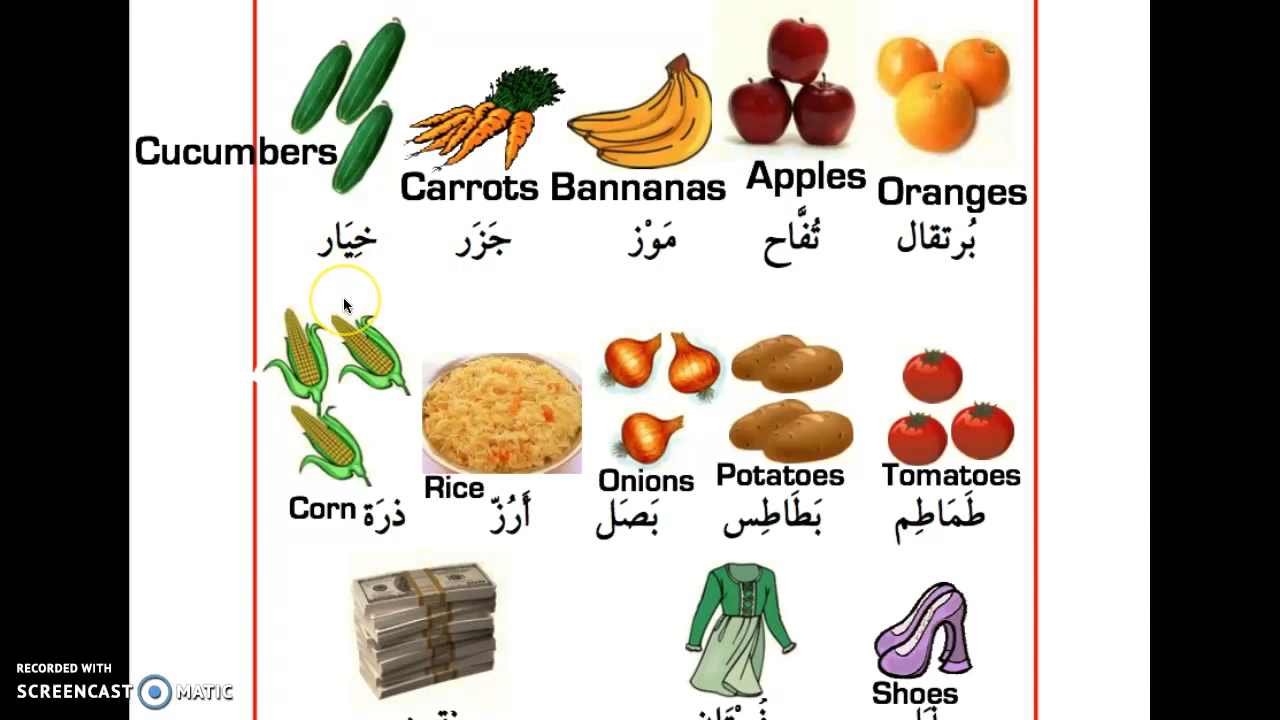 Cucumbers
Carrots
Bannanas
Apples
Oranges
خِيَار
جَزَر
مَوْز
تُفَّاح
بُرتقال
Corn
Rice
Onions
Potatoes
Tomatoes
ذرَة
أَرُزّ
بَصَل
بَطَاطِس
طَمَاطِم
Shoes
RECORDED WITH
SCREENCAST MATIC